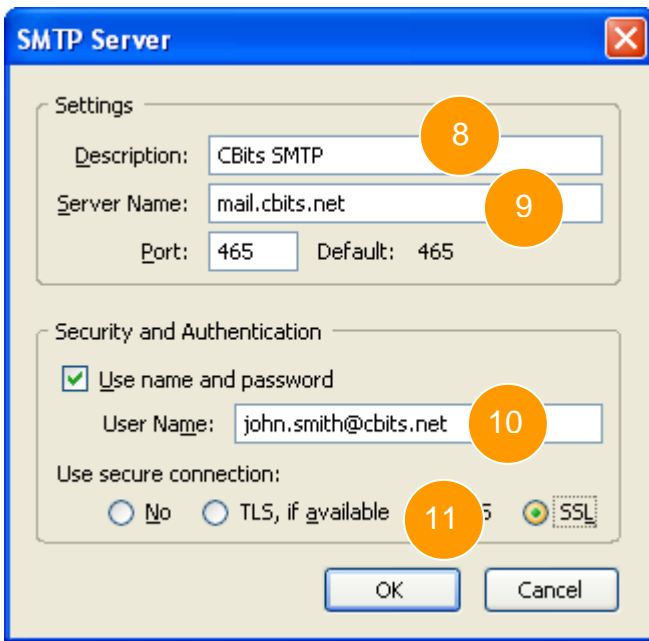 SMTP Server
Settings
8
Description: CBits SMTP
Server Name: mail.cbits.net
9
Port: 465 Default: 465
Security and Authentication
Use name and password
User Name: john.smith@cbits.net
10
Use secure connection:
No TLS, if available 11 S SSL
OK Cancel